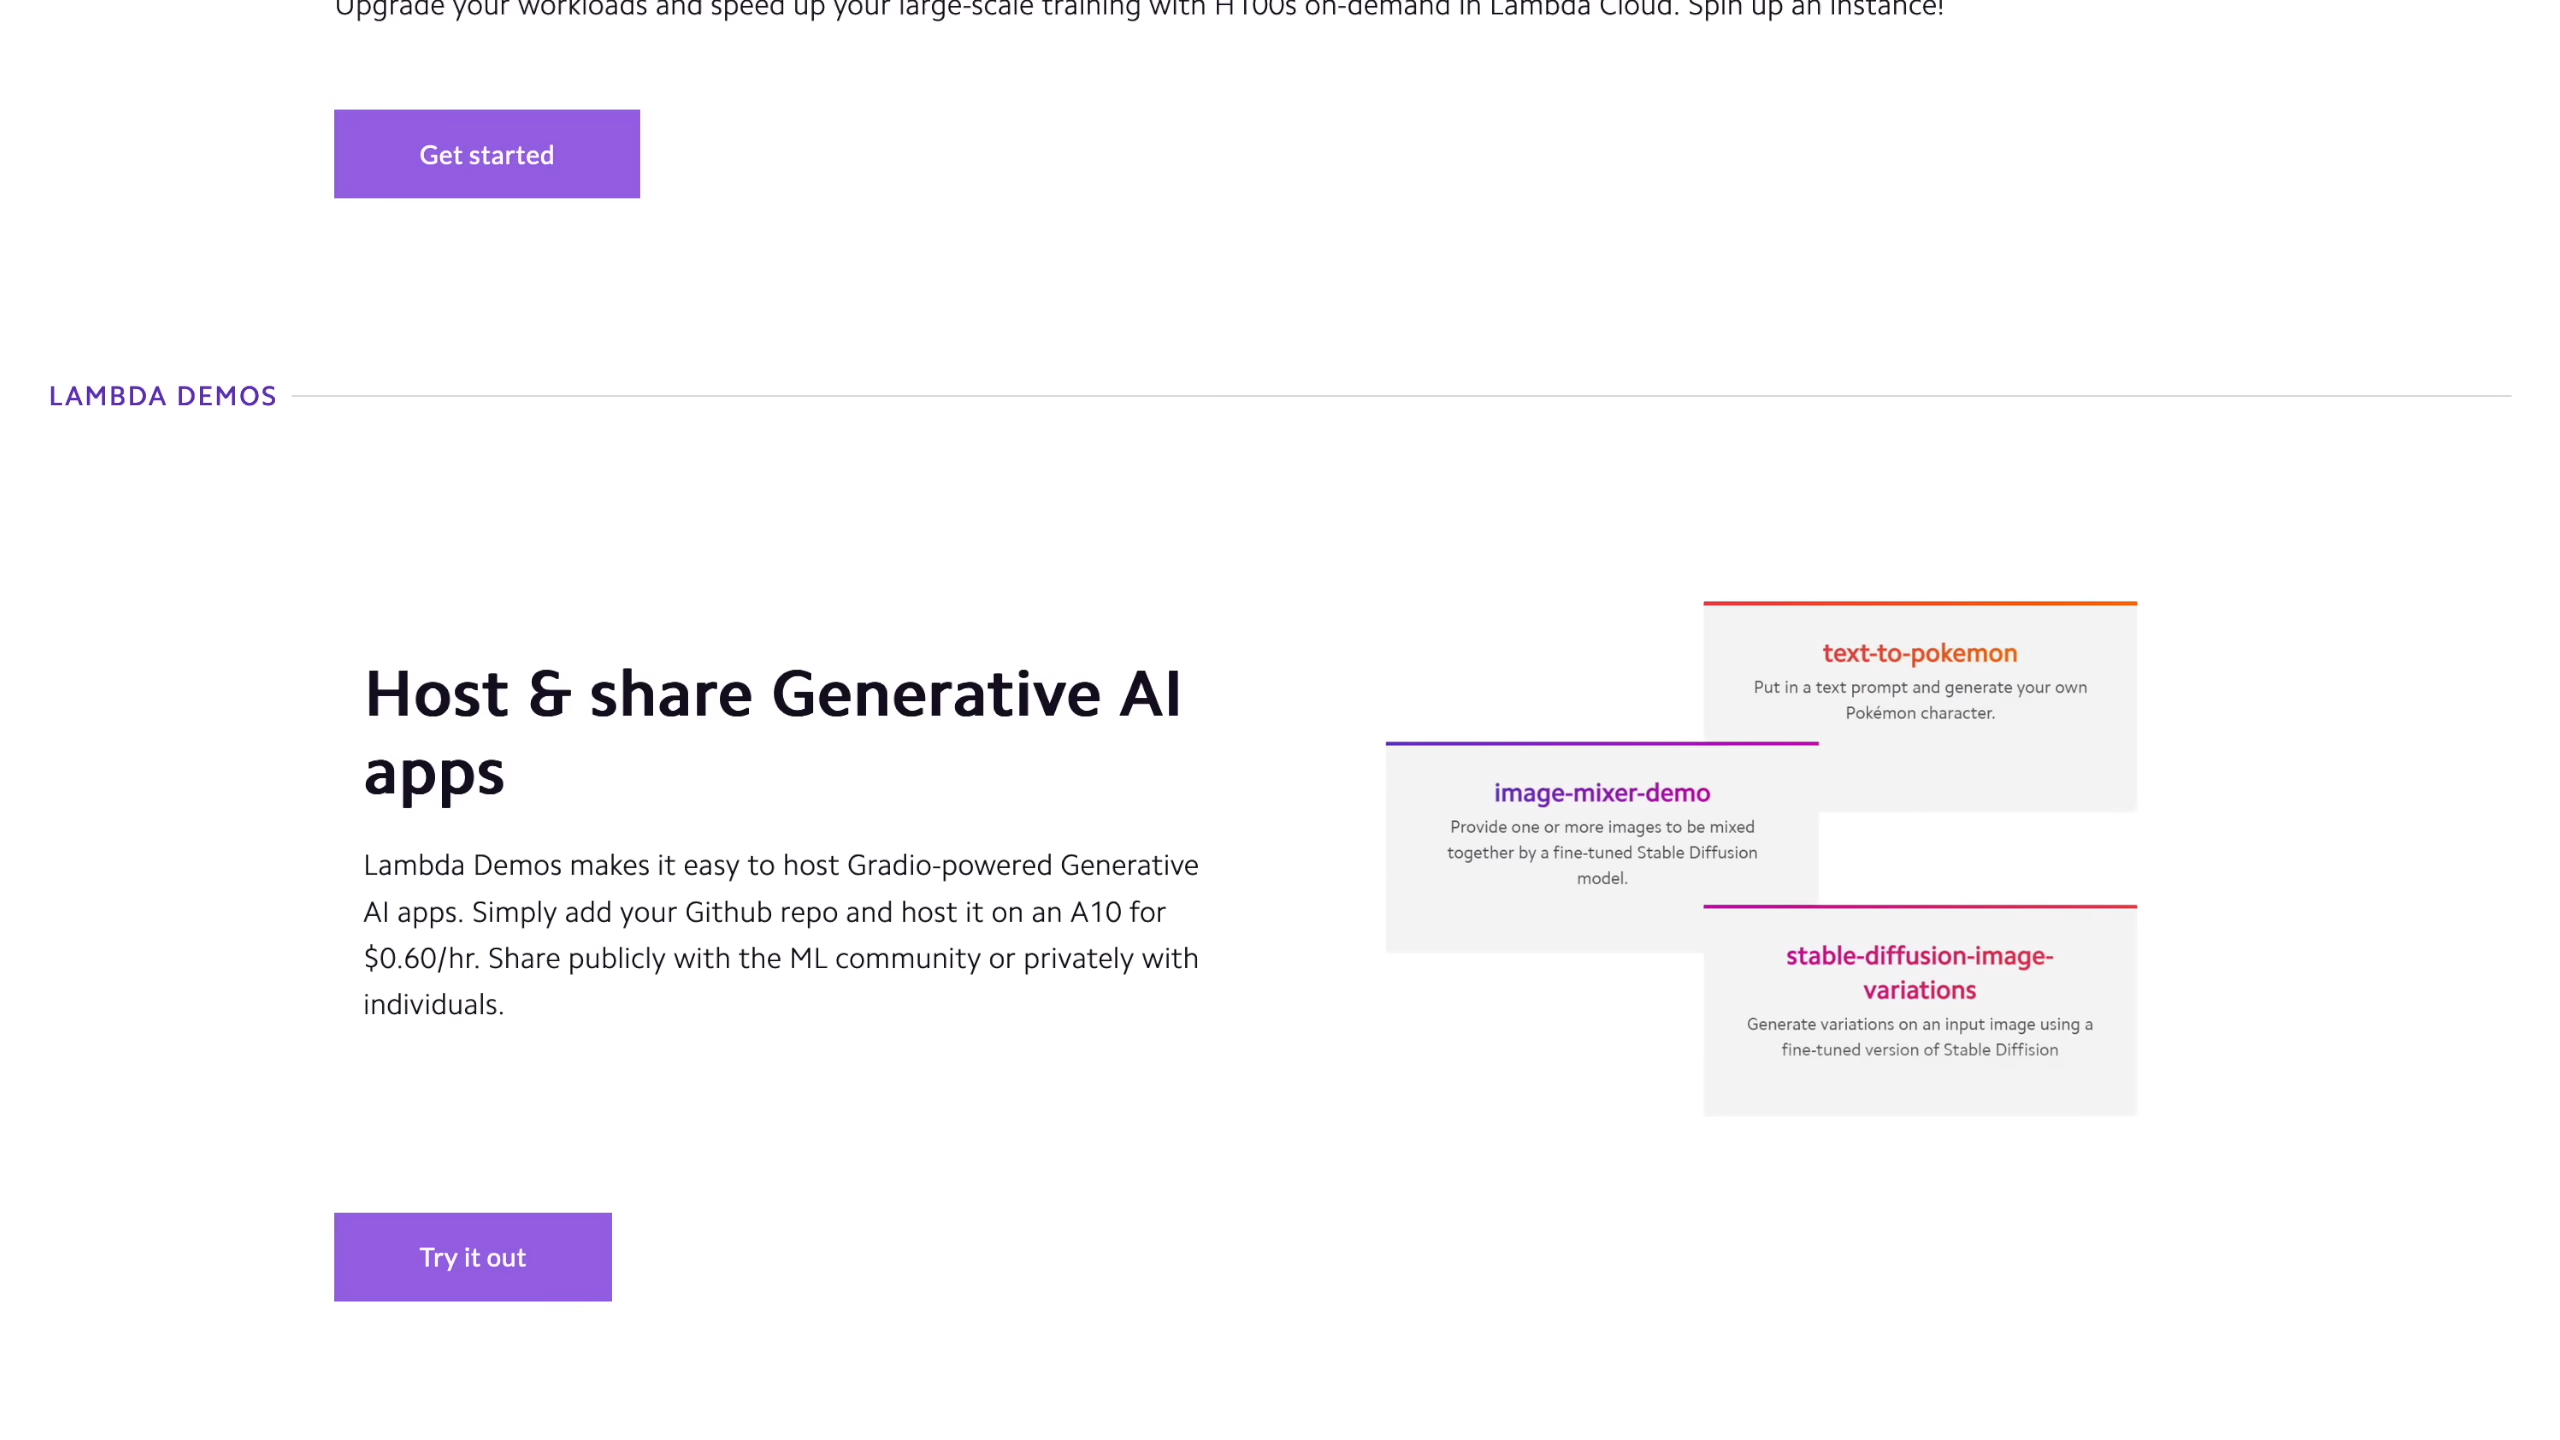 Upgrade your workloads and speed up your large-scale training with H100s on-demand in Lambda Cloud. Spin up an instance!
Get started
LAMBDA DEMOS
Host & share Generative AI
apps
Lambda Demos makes it easy to host Gradio-powered Generative
AI apps. Simply add your Github repo and host it on an A10 for
$0.60/hr. Share publicly with the ML community or privately with
individuals.
Try it out
text-to-pokemon
Put in a text prompt and generate your own
Pokémon character.
image-mixer-demo
Provide one or more images to be mixed
together by a fine-tuned Stable Diffusion
model.
stable-diffusion-image-
variations
Generate variations on an input image using a
fine-tuned version of Stable Diffision